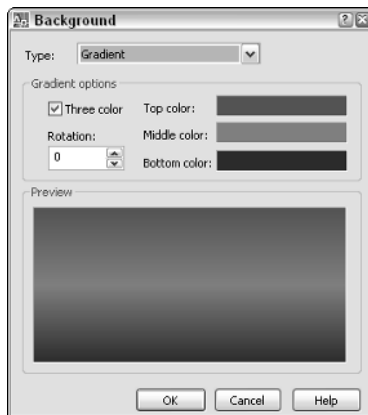 Background
Type: Gradient
Gradient options
Three color
Top color:
Rotation:
Middle color:
0
Bottom color:
Preview
OK Cancel Help